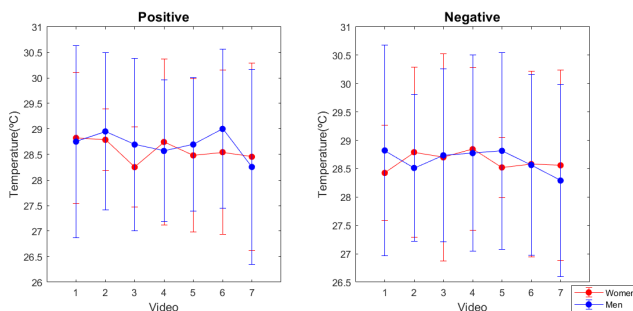 Positive
31
30.5
30
29.5
29
28.5
28
27.5
27
26.5
26
Temperature(ºC)
1 2 3 4 5 6 7
Video
Negative
31
30.5
30
29.5
29
28.5
28
27.5
27
26.5
Temperature(ºC)
1 2 3 4 5 6 7
Video
Women
Men